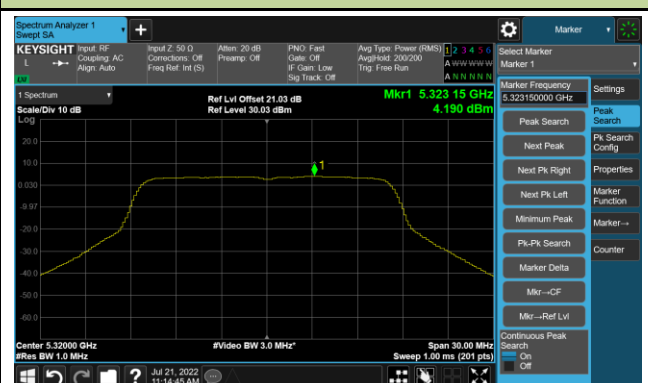 Spectrum Analyzer 1
Swept SA
+
Marker
KEYSIGHT
L
LXI
Input: RF
Coupling: AC
Align: Auto
Input Z: 50 Ω
Corrections: Off
Freq Ref: Int (S)
Atten: 20 dB
Preamp: Off
PNO: Fast
Gate: Off
IF Gain: Low
Sig Track: Off
Avg Type: Power (RMS)
Avg|Hold: 200/200
Trig: Free Run
1 2 3 4 5 6
A W W W W W
A N N N N N
1 Spectrum
Scale/Div 10 dB
Log
Ref Lvl Offset 21.03 dB
Ref Level 30.03 dBm
Mkr1 5.323 15 GHz
4.190 dBm
20.0
10.0
0.030
-9.97
-20.0
-30.0
-40.0
-50.0
-60.0
1
Center 5.32000 GHz
#Res BW 1.0 MHz
#Video BW 3.0 MHz*
Span 30.00 MHz
Sweep 1.00 ms (201 pts)
Jul 21, 2022
11:14:45 AM
?
Select Marker
Marker 1
Marker Frequency
5.323150000 GHz
Peak Search
Next Peak
Next Pk Right
Next Pk Left
Minimum Peak
Pk-Pk Search
Marker Delta
Mkr→CF
Mkr→Ref Lvl
Continuous Peak
Search
On
Off
Settings
Peak
Search
Pk Search
Config
Properties
Marker
Function
Marker→
Counter